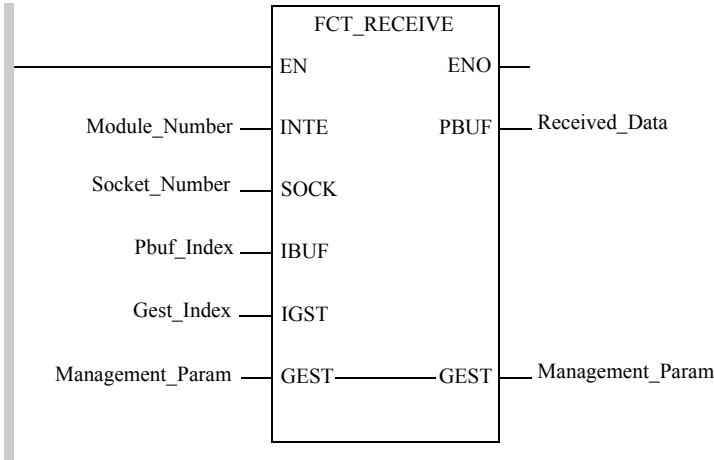 FCT_RECEIVE
EN ENO
Module_Number INTE PBUF Received_Data
Socket_Number SOCK
Pbuf_Index IBUF
Gest_Index IGST
Management_Param GEST GEST Management_Param